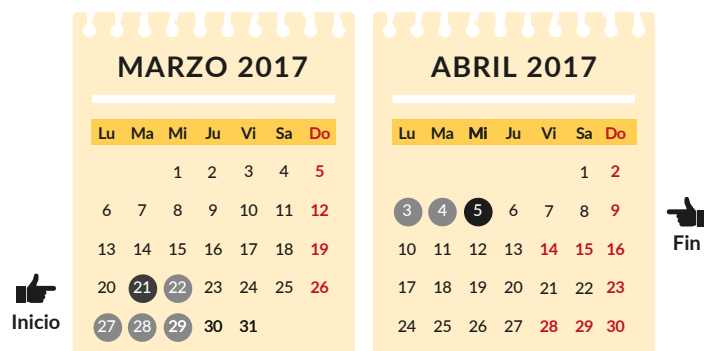 MARZO 2017
Lu Ma Mi Ju Vi Sa Do
1 2 3 4 5
6 7 8 9 10 11 12
13 14 15 16 17 18 19
20 21 22 23 24 25 26
27 28 29 30 31
Inicio
ABRIL 2017
Lu Ma Mi Ju Vi Sa Do
1 2
3 4 5 6 7 8 9
10 11 12 13 14 15 16
17 18 19 20 21 22 23
24 25 26 27 28 29 30
Fin